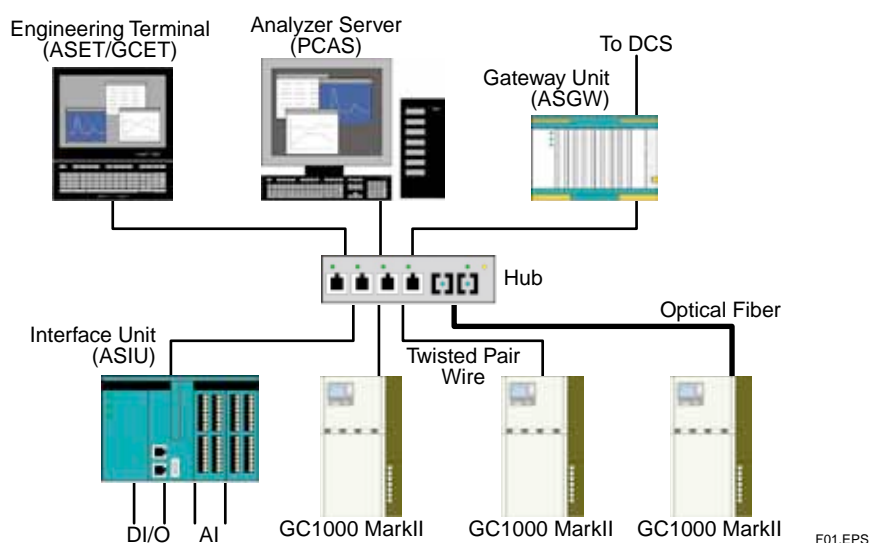 Engineering Terminal
(ASET/GCET)
Analyzer Server
(PCAS)
To DCS
Gateway Unit
(ASGW)
Hub
Optical Fiber
Interface Unit
(ASIU)
Twisted Pair
Wire
DI/O
AI
GC1000 MarkII
GC1000 MarkII
GC1000 MarkII
F01.EPS